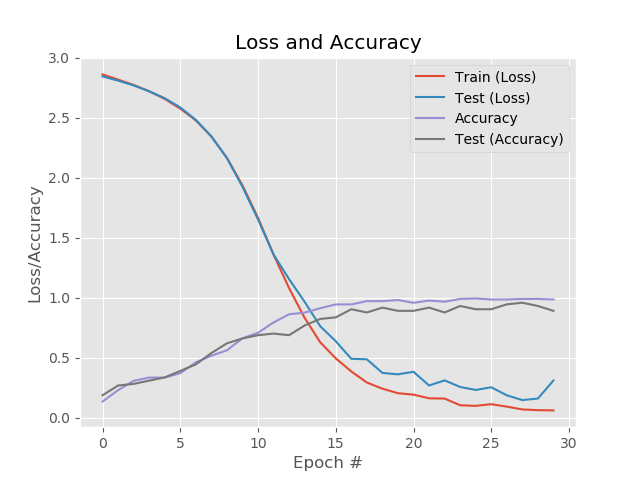 Loss and Accuracy
3.0
2.5
2.0
1.5
1.0
0.5
0.0
Loss/Accuracy
Train (Loss)
Test (Loss)
Accuracy
Test (Accuracy)
0 5 10 15 20 25 30
Epoch #